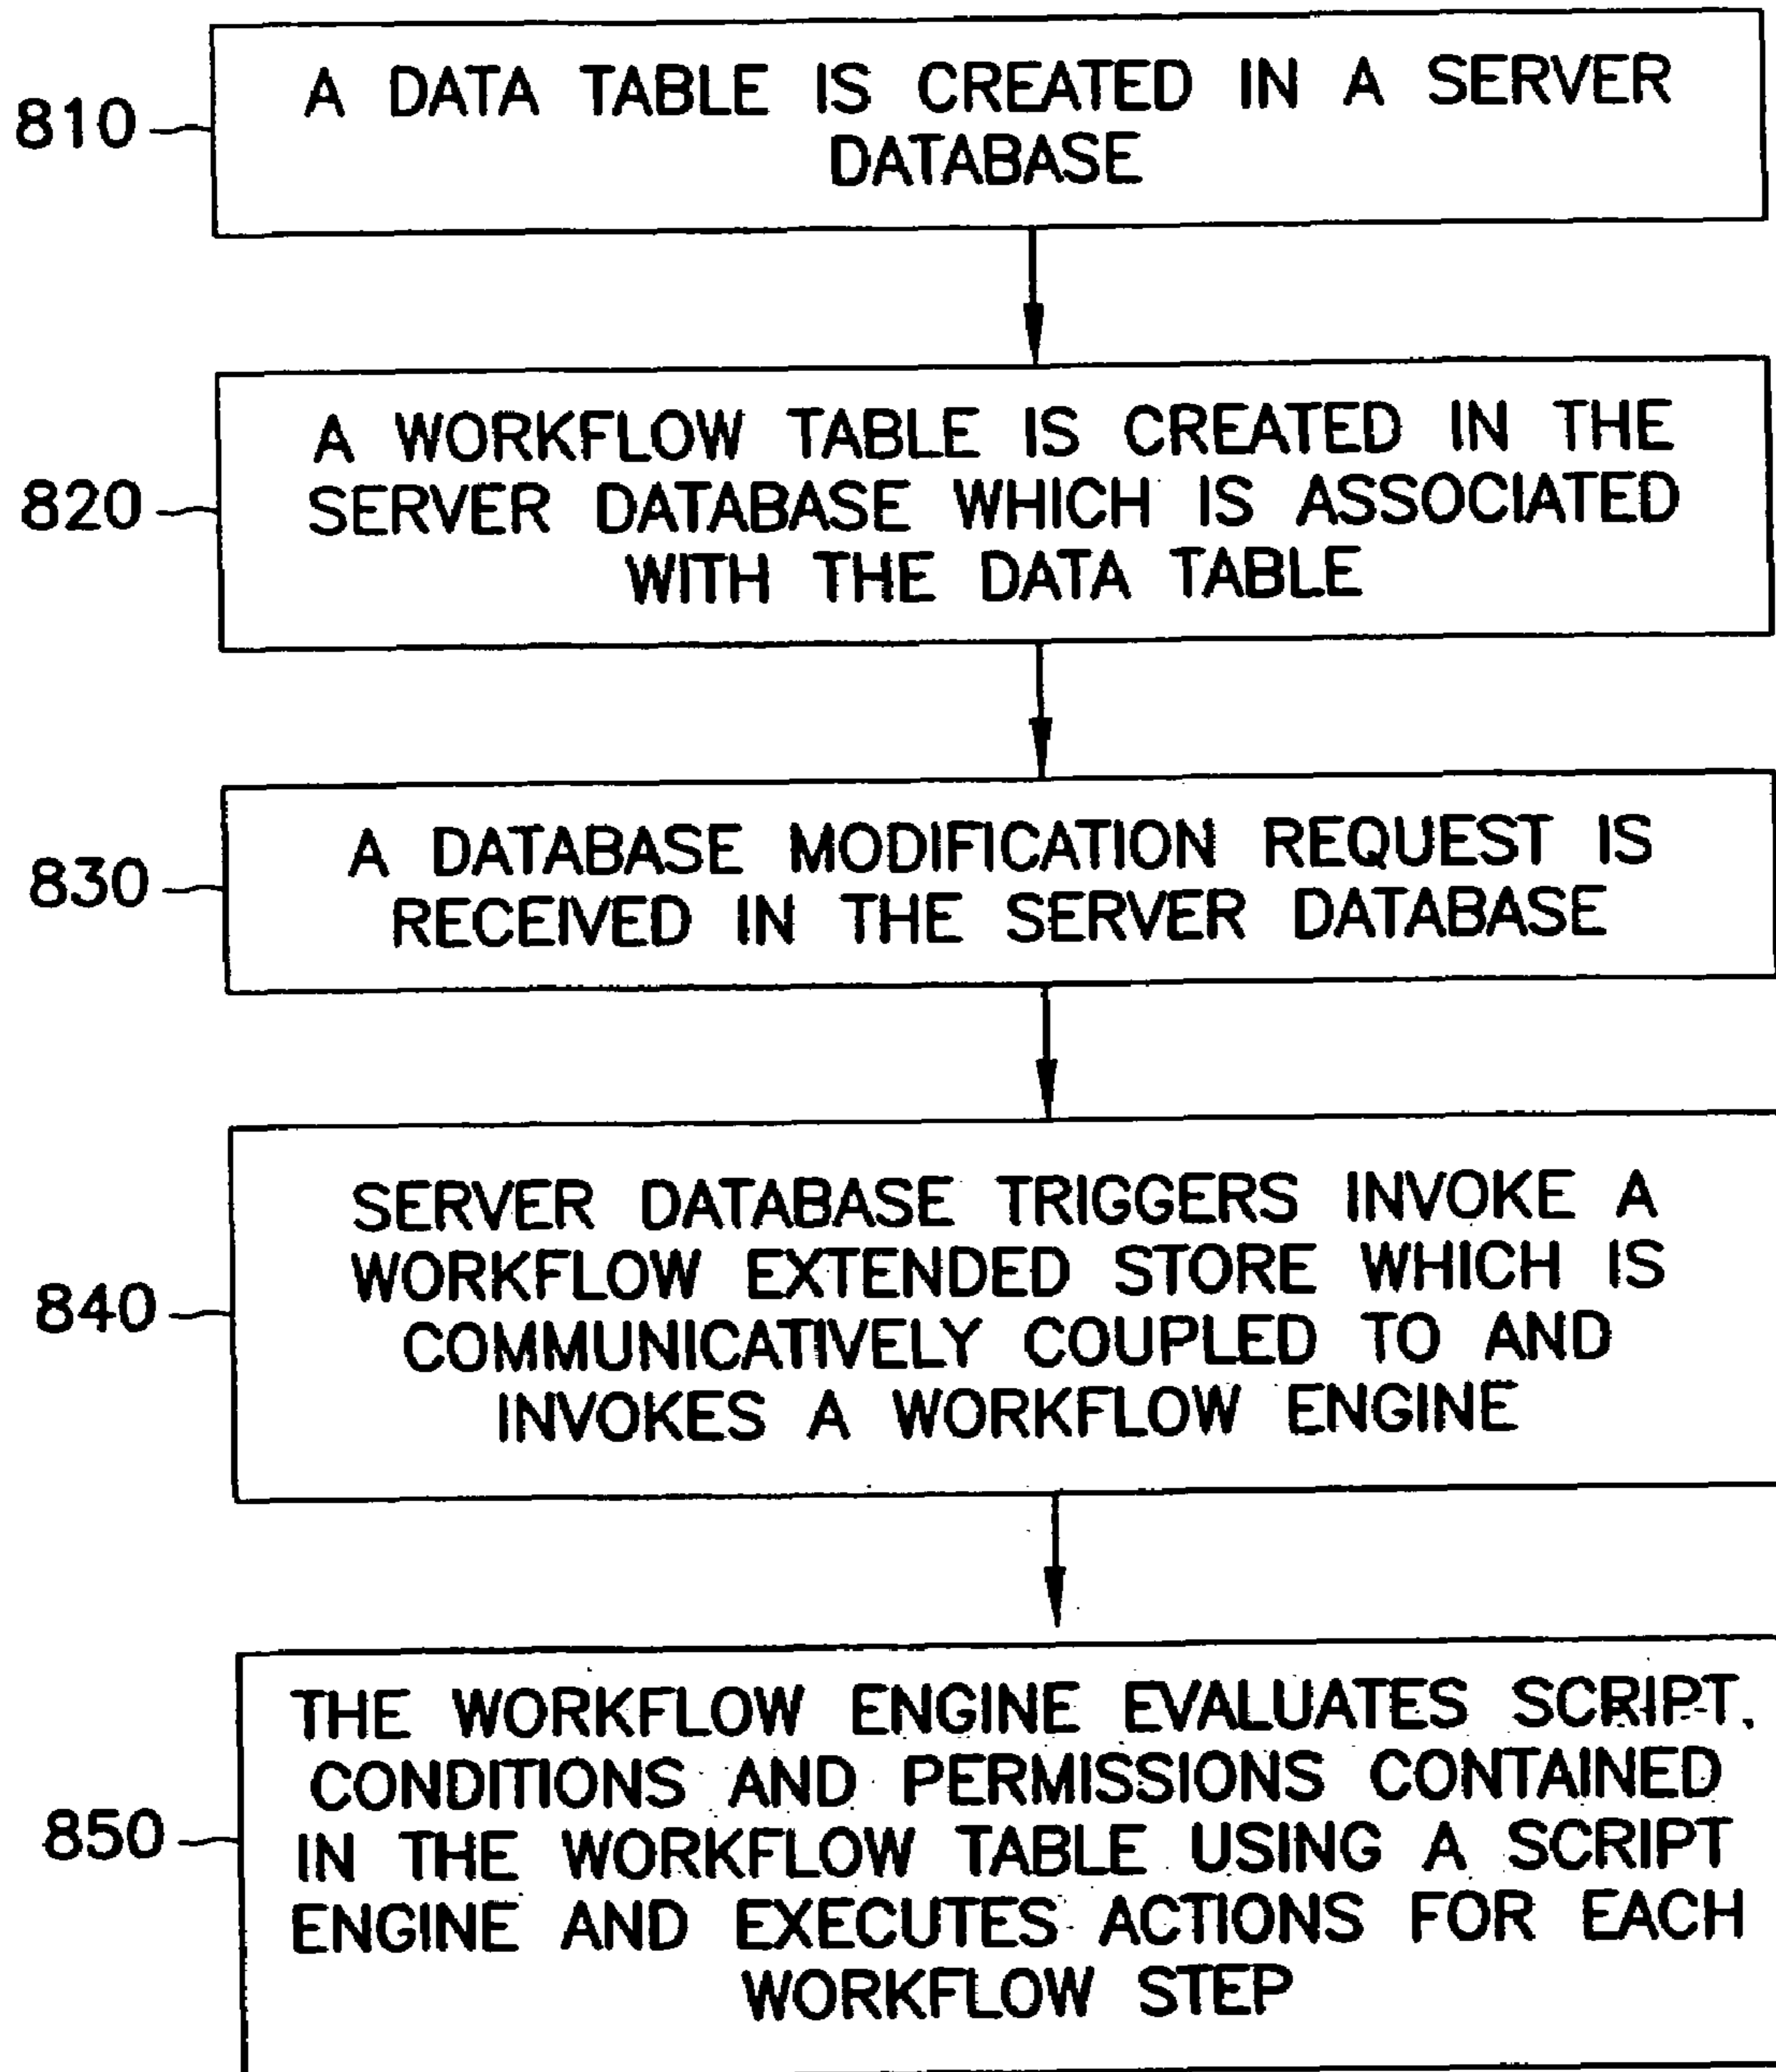 810
A DATA TABLE IS CREATED IN A SERVER
DATABASE
820
A WORKFLOW TABLE IS CREATED IN THE
SERVER DATABASE WHICH IS ASSOCIATED
WITH THE DATA TABLE
830
A DATABASE MODIFICATION REQUEST IS
RECEIVED IN THE SERVER DATABASE
840
SERVER DATABASE TRIGGERS INVOKE A
WORKFLOW EXTENDED STORE WHICH IS
COMMUNICATIVELY COUPLED TO AND
INVOKES A WORKFLOW ENGINE
850
THE WORKFLOW ENGINE EVALUATES SCRIPT,
CONDITIONS AND PERMISSIONS CONTAINED
IN THE WORKFLOW TABLE USING A SCRIPT
ENGINE AND EXECUTES ACTIONS FOR EACH
WORKFLOW STEP